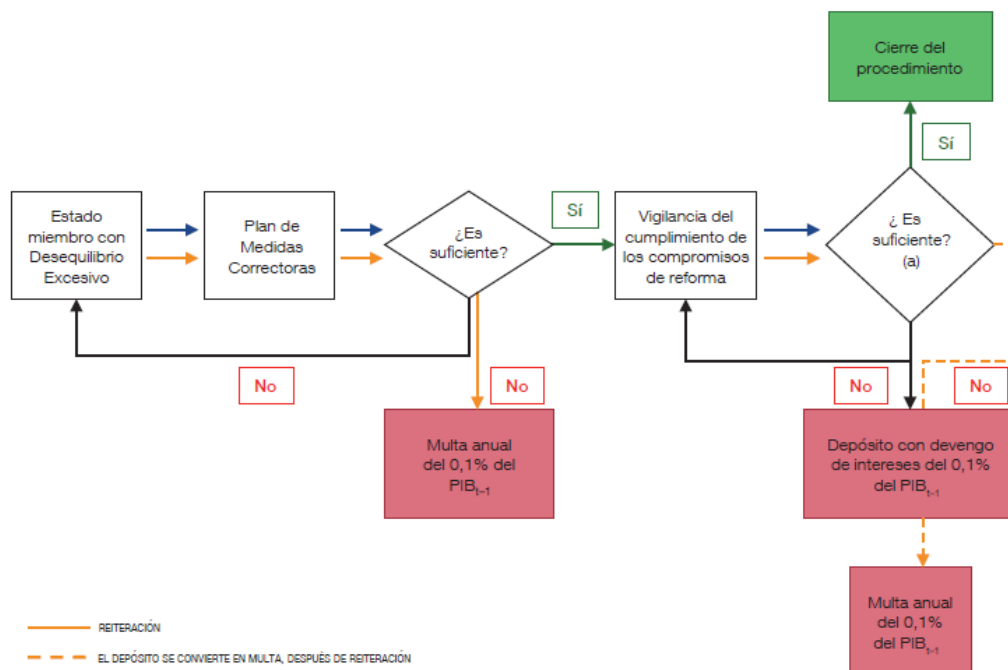 Cierre del
procedimiento
Sí
Estado
miembro con
Desequilibrio
Excesivo
Plan de
Medidas
Correctoras
¿Es
suficiente?
Sí
Vigilancia del
cumplimiento de
los compromisos
de reforma
¿ Es
suficiente?
(a)
No
No
No
No
Multa anual
del 0,1% del
PIBt–1
Depósito con devengo
de intereses del 0,1%
del PIBt–1
Multa anual
del 0,1%
del PIBt–1
REITERACIÓN
EL DEPÓSITO SE CONVIERTE EN MULTA, DESPUÉS DE REITERACIÓN